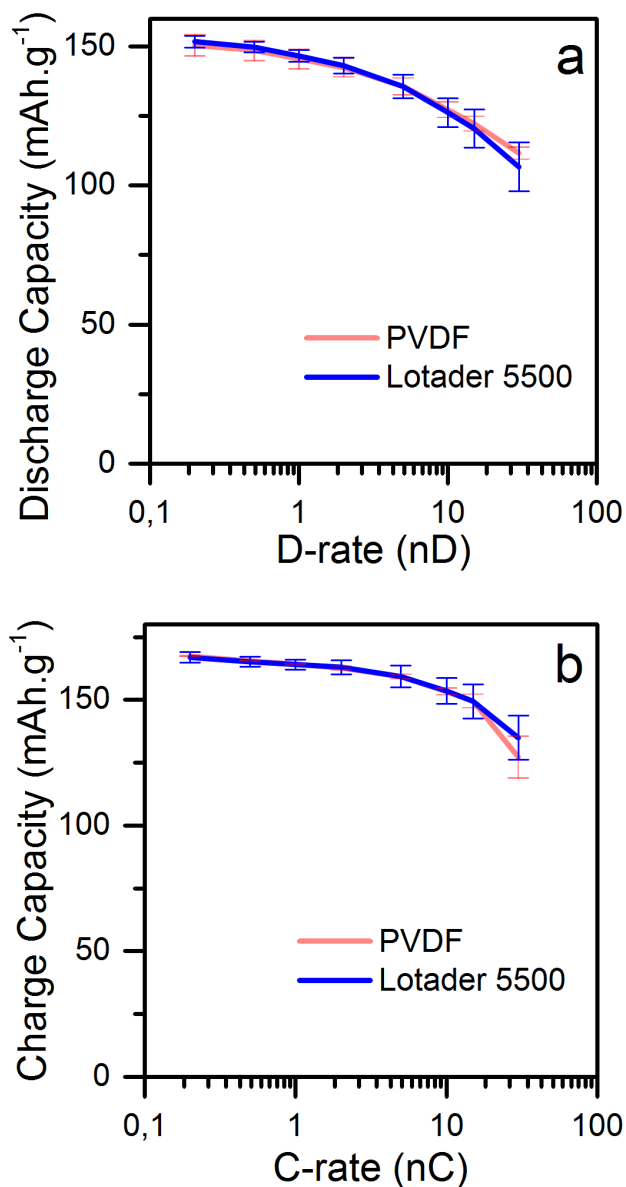 a
Discharge Capacity (mAh.g⁻¹)
150
100
50
0
PVDF
Lotader 5500
0,1 1 10 100
D-rate (nD)
b
Charge Capacity (mAh.g⁻¹)
150
100
50
0
PVDF
Lotader 5500
0,1 1 10 100
C-rate (nC)